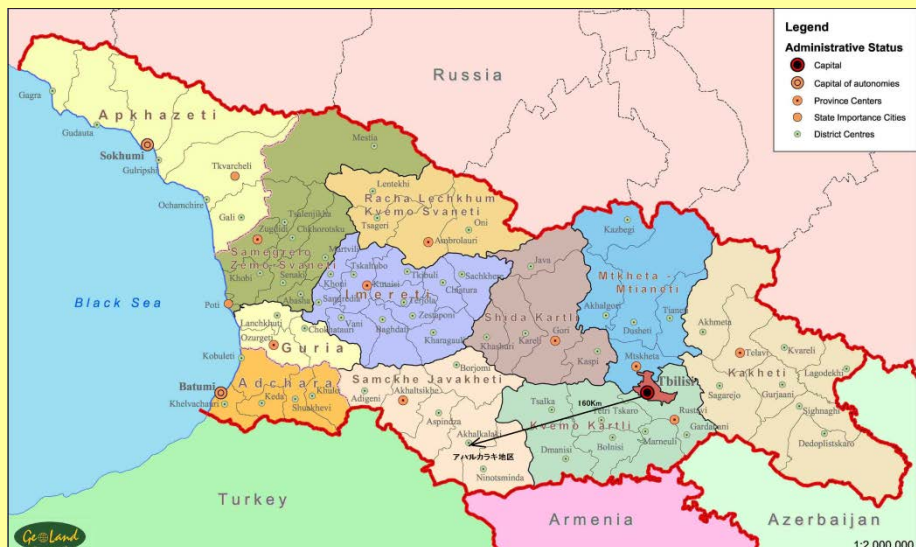 Legend
Administrative Status
Capital
Capital of autonomies
Province Centers
State Importance Cities
District Centres
Russia
Gagra
Apkhazeti
Gudauta
Sokhumi
Gulripshi
Mestia
Tkvarcheli
Ochamchire
Lentekhi
Racha Lechkhum
Kvemo Svaneti
Tsageri
Oni
Ambrolauri
Gali
Tsalenjikha
Zugdidi
Chkhorotsku
Samegrelo
Zemo Svaneti
Martvili
Khobi
Senaki
Abasha
Poti
Kazbegi
Mtkheta -
Mtianeti
Akhalgori
Tianeti
Dusheti
Mtskheta
Java
Shida Kartli
Gori
Khashuri
Kareli
Kaspi
Tskaltubo
Khoni
Kutaisi
Tkibuli
Sachkhere
Chiatura
Imereti
Samtredia
Terjola
Zestaponi
Vani
Baghdati
Kharagauli
Black Sea
Lanchkhuti
Ozurgeti
Chokhatauri
Guria
Kobuleti
Batumi
Adchara
Khelvachauri
Keda
Khulo
Shuakhevi
Borjomi
Samckhe Javakheti
Adigeni
Akhaltsikhe
Aspindza
Akhalkalaki
アハルカラキ地区
Ninotsminda
Tbilisi
160Km
Tsalka
Tetri Tskaro
Rustavi
Kvemo Kartli
Gardabani
Marneuli
Bolnisi
Dmanisi
Akhmeta
Telavi
Kvareli
Kakheti
Lagodekhi
Sagarejo
Gurjaani
Sighnaghi
Dedoplistskaro
Turkey
Armenia
Azerbaijan
GeoLand
1:2 000 000